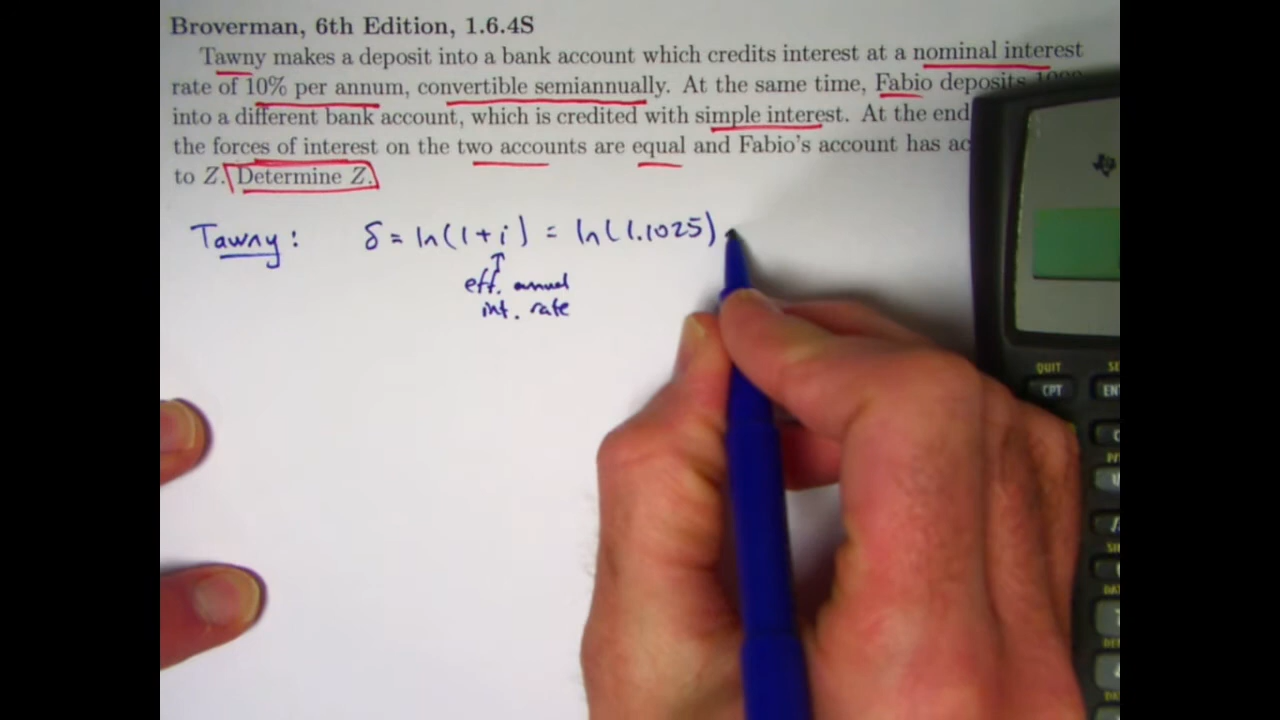 Broverman, 6th Edition, 1.6.4S
Tawny makes a deposit into a bank account which credits interest at a nominal interest
rate of 10% per annum, convertible semiannually. At the same time, Fabio deposits 1000
into a different bank account, which is credited with simple interest. At the end
the forces of interest on the two accounts are equal and Fabio's account has
to Z. Determine Z.
Tawny: δ = ln(1+i) = ln(1.1025)
↑
eff. annual
int. rate
QUIT
CPT